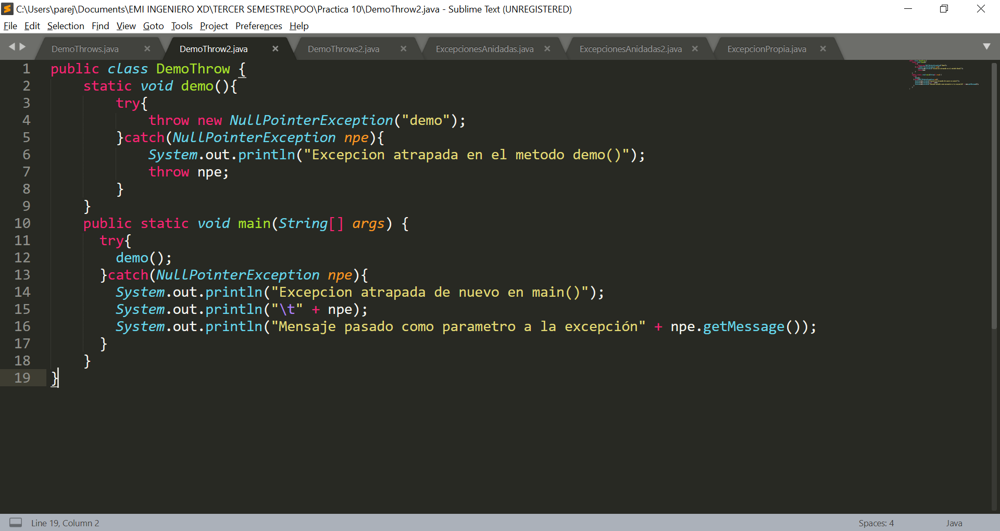 C:\Users\parej\Documents\EMI INGENIERO XD\TERCER SEMESTRE\POO\Practica 10\DemoThrow2.java - Sublime Text (UNREGISTERED)
File Edit Selection Find View Goto Tools Project Preferences Help
DemoThrows.java × DemoThrow2.java × DemoThrows2.java × ExcepcionesAnidadas.java × ExcepcionesAnidadas2.java × ExcepcionPropia.java ×
1 public class DemoThrow {
2     static void demo(){
3         try{
4             throw new NullPointerException("demo");
5         }catch(NullPointerException npe){
6             System.out.println("Excepcion atrapada en el metodo demo()");
7             throw npe;
8         }
9     }
10     public static void main(String[] args) {
11       try{
12         demo();
13       }catch(NullPointerException npe){
14         System.out.println("Excepcion atrapada de nuevo en main()");
15         System.out.println("\t" + npe);
16         System.out.println("Mensaje pasado como parametro a la excepción" + npe.getMessage());
17       }
18     }
19 }
Line 19, Column 2 Spaces: 4 Java